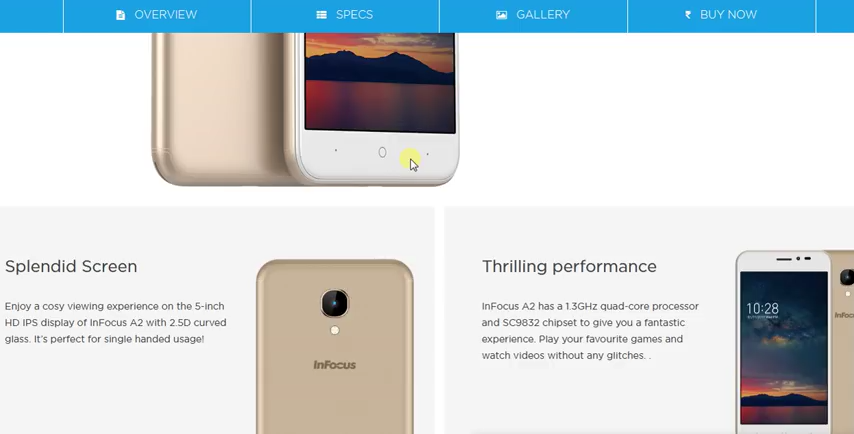 OVERVIEW
SPECS
GALLERY
₹ BUY NOW
Splendid Screen
Enjoy a cosy viewing experience on the 5-inch
HD IPS display of InFocus A2 with 2.5D curved
glass. It's perfect for single handed usage!
InFocus
Thrilling performance
InFocus A2 has a 1.3GHz quad-core processor
and SC9832 chipset to give you a fantastic
experience. Play your favourite games and
watch videos without any glitches. .
10:28